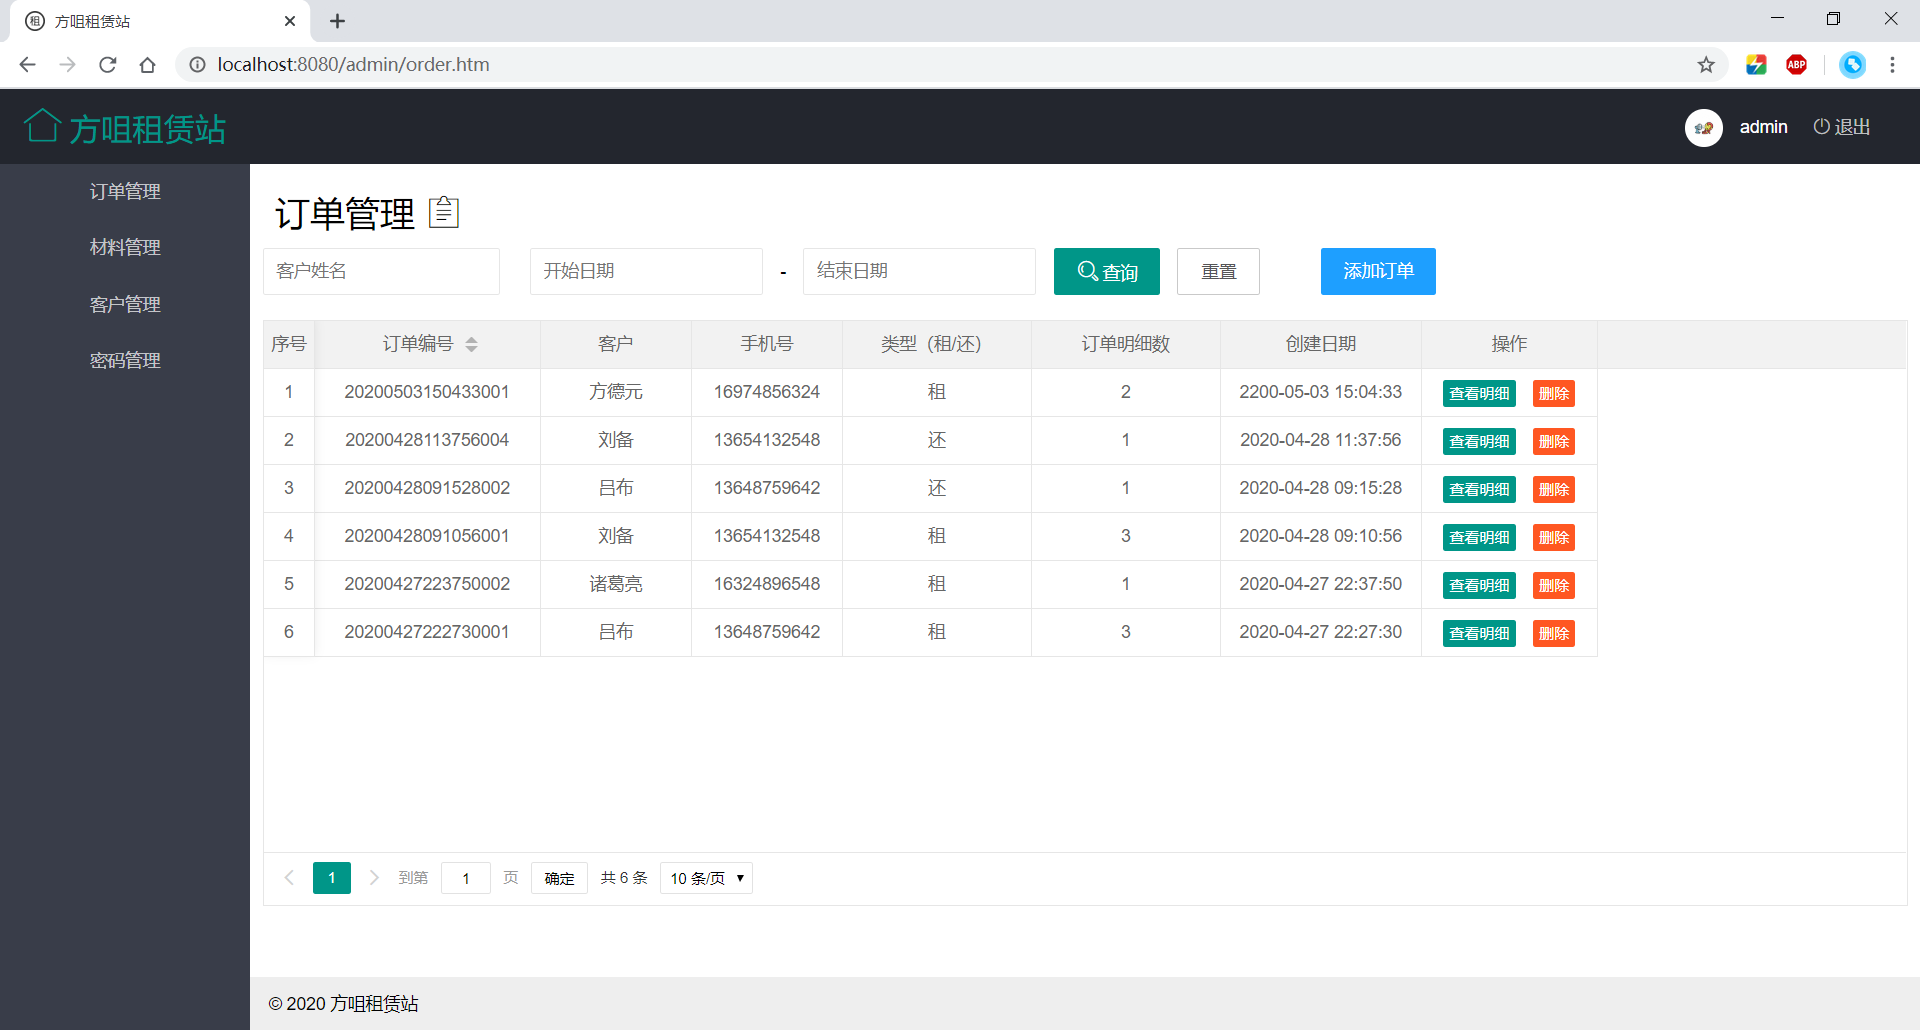 租 方咀租赁站
localhost:8080/admin/order.htm
ABP
方咀租赁站 admin 退出
订单管理
材料管理
客户管理
密码管理
订单管理
客户姓名 开始日期 - 结束日期 查询 重置 添加订单
序号 订单编号 客户 手机号 类型（租/还） 订单明细数 创建日期 操作
1 20200503150433001 方德元 16974856324 租 2 2200-05-03 15:04:33 查看明细 删除
2 20200428113756004 刘备 13654132548 还 1 2020-04-28 11:37:56 查看明细 删除
3 20200428091528002 吕布 13648759642 还 1 2020-04-28 09:15:28 查看明细 删除
4 20200428091056001 刘备 13654132548 租 3 2020-04-28 09:10:56 查看明细 删除
5 20200427223750002 诸葛亮 16324896548 租 1 2020-04-27 22:37:50 查看明细 删除
6 20200427222730001 吕布 13648759642 租 3 2020-04-27 22:27:30 查看明细 删除
1 到第 1 页 确定 共 6 条 10 条/页
© 2020 方咀租赁站